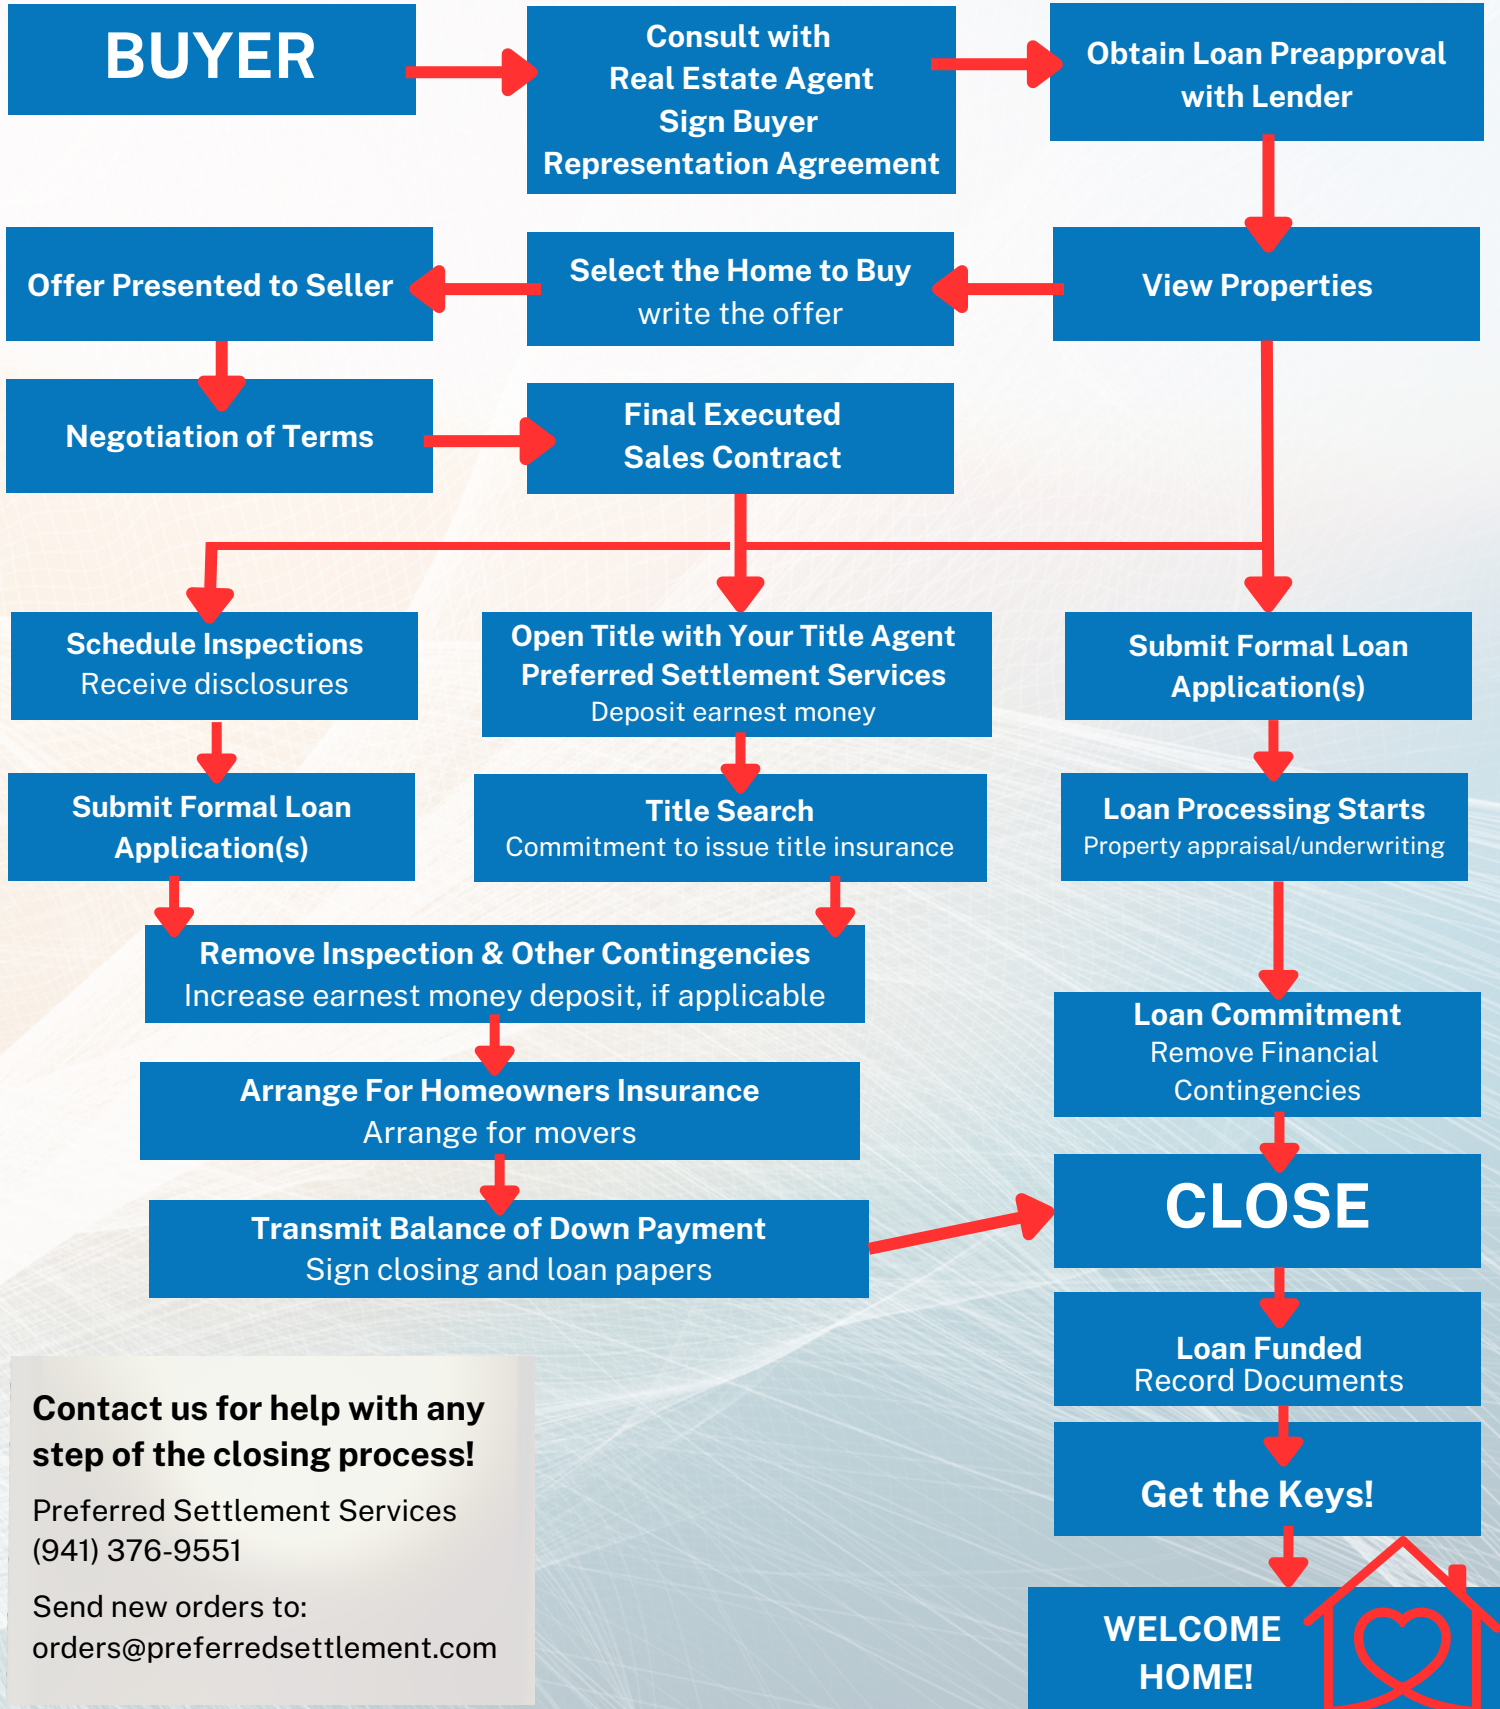 BUYER
Consult with
Real Estate Agent
Sign Buyer
Representation Agreement
Obtain Loan Preapproval
with Lender
View Properties
Select the Home to Buy
write the offer
Offer Presented to Seller
Negotiation of Terms
Final Executed
Sales Contract
Schedule Inspections
Receive disclosures
Open Title with Your Title Agent
Preferred Settlement Services
Deposit earnest money
Submit Formal Loan
Application(s)
Submit Formal Loan
Application(s)
Title Search
Commitment to issue title insurance
Loan Processing Starts
Property appraisal/underwriting
Remove Inspection & Other Contingencies
Increase earnest money deposit, if applicable
Loan Commitment
Remove Financial
Contingencies
Arrange For Homeowners Insurance
Arrange for movers
Transmit Balance of Down Payment
Sign closing and loan papers
CLOSE
Loan Funded
Record Documents
Get the Keys!
WELCOME
HOME!
Contact us for help with any
step of the closing process!
Preferred Settlement Services
(941) 376-9551
Send new orders to:
orders@preferredsettlement.com